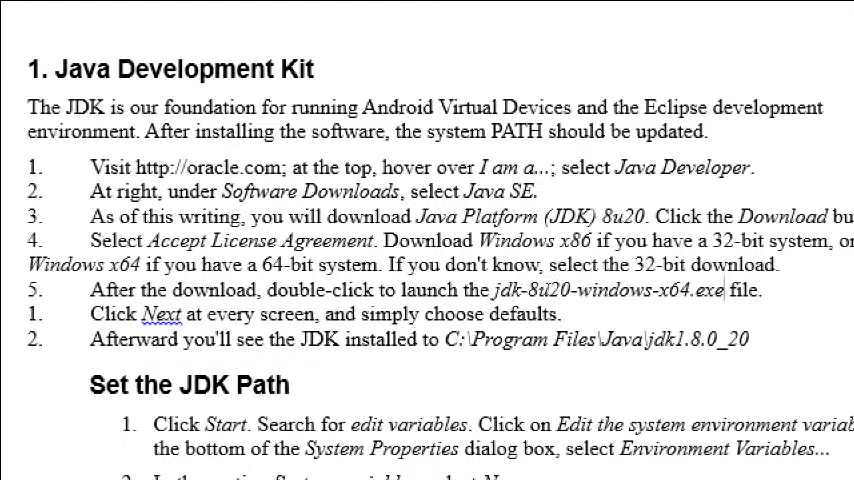 1. Java Development Kit
The JDK is our foundation for running Android Virtual Devices and the Eclipse development
environment. After installing the software, the system PATH should be updated.
1. Visit http://oracle.com; at the top, hover over I am a...; select Java Developer.
2. At right, under Software Downloads, select Java SE.
3. As of this writing, you will download Java Platform (JDK) 8u20. Click the Download bu
4. Select Accept License Agreement. Download Windows x86 if you have a 32-bit system, or
Windows x64 if you have a 64-bit system. If you don't know, select the 32-bit download.
5. After the download, double-click to launch the jdk-8u20-windows-x64.exe file.
1. Click Next at every screen, and simply choose defaults.
2. Afterward you'll see the JDK installed to C:\Program Files\Java\jdk1.8.0_20
Set the JDK Path
1. Click Start. Search for edit variables. Click on Edit the system environment variab
the bottom of the System Properties dialog box, select Environment Variables...